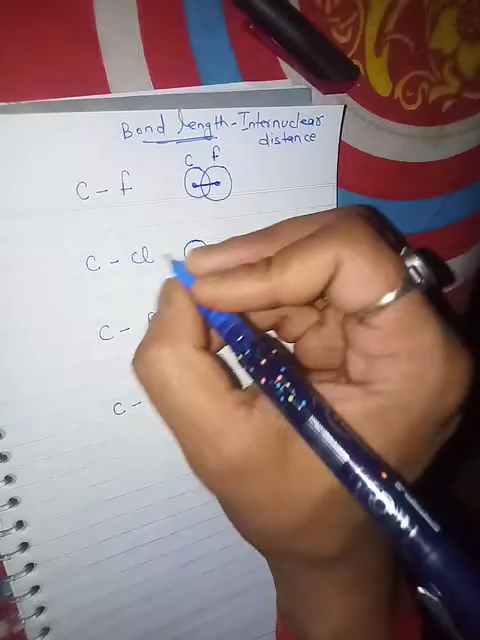 Bond length - Internuclear
distance
C f
C - f
C - Cl
C -
C -